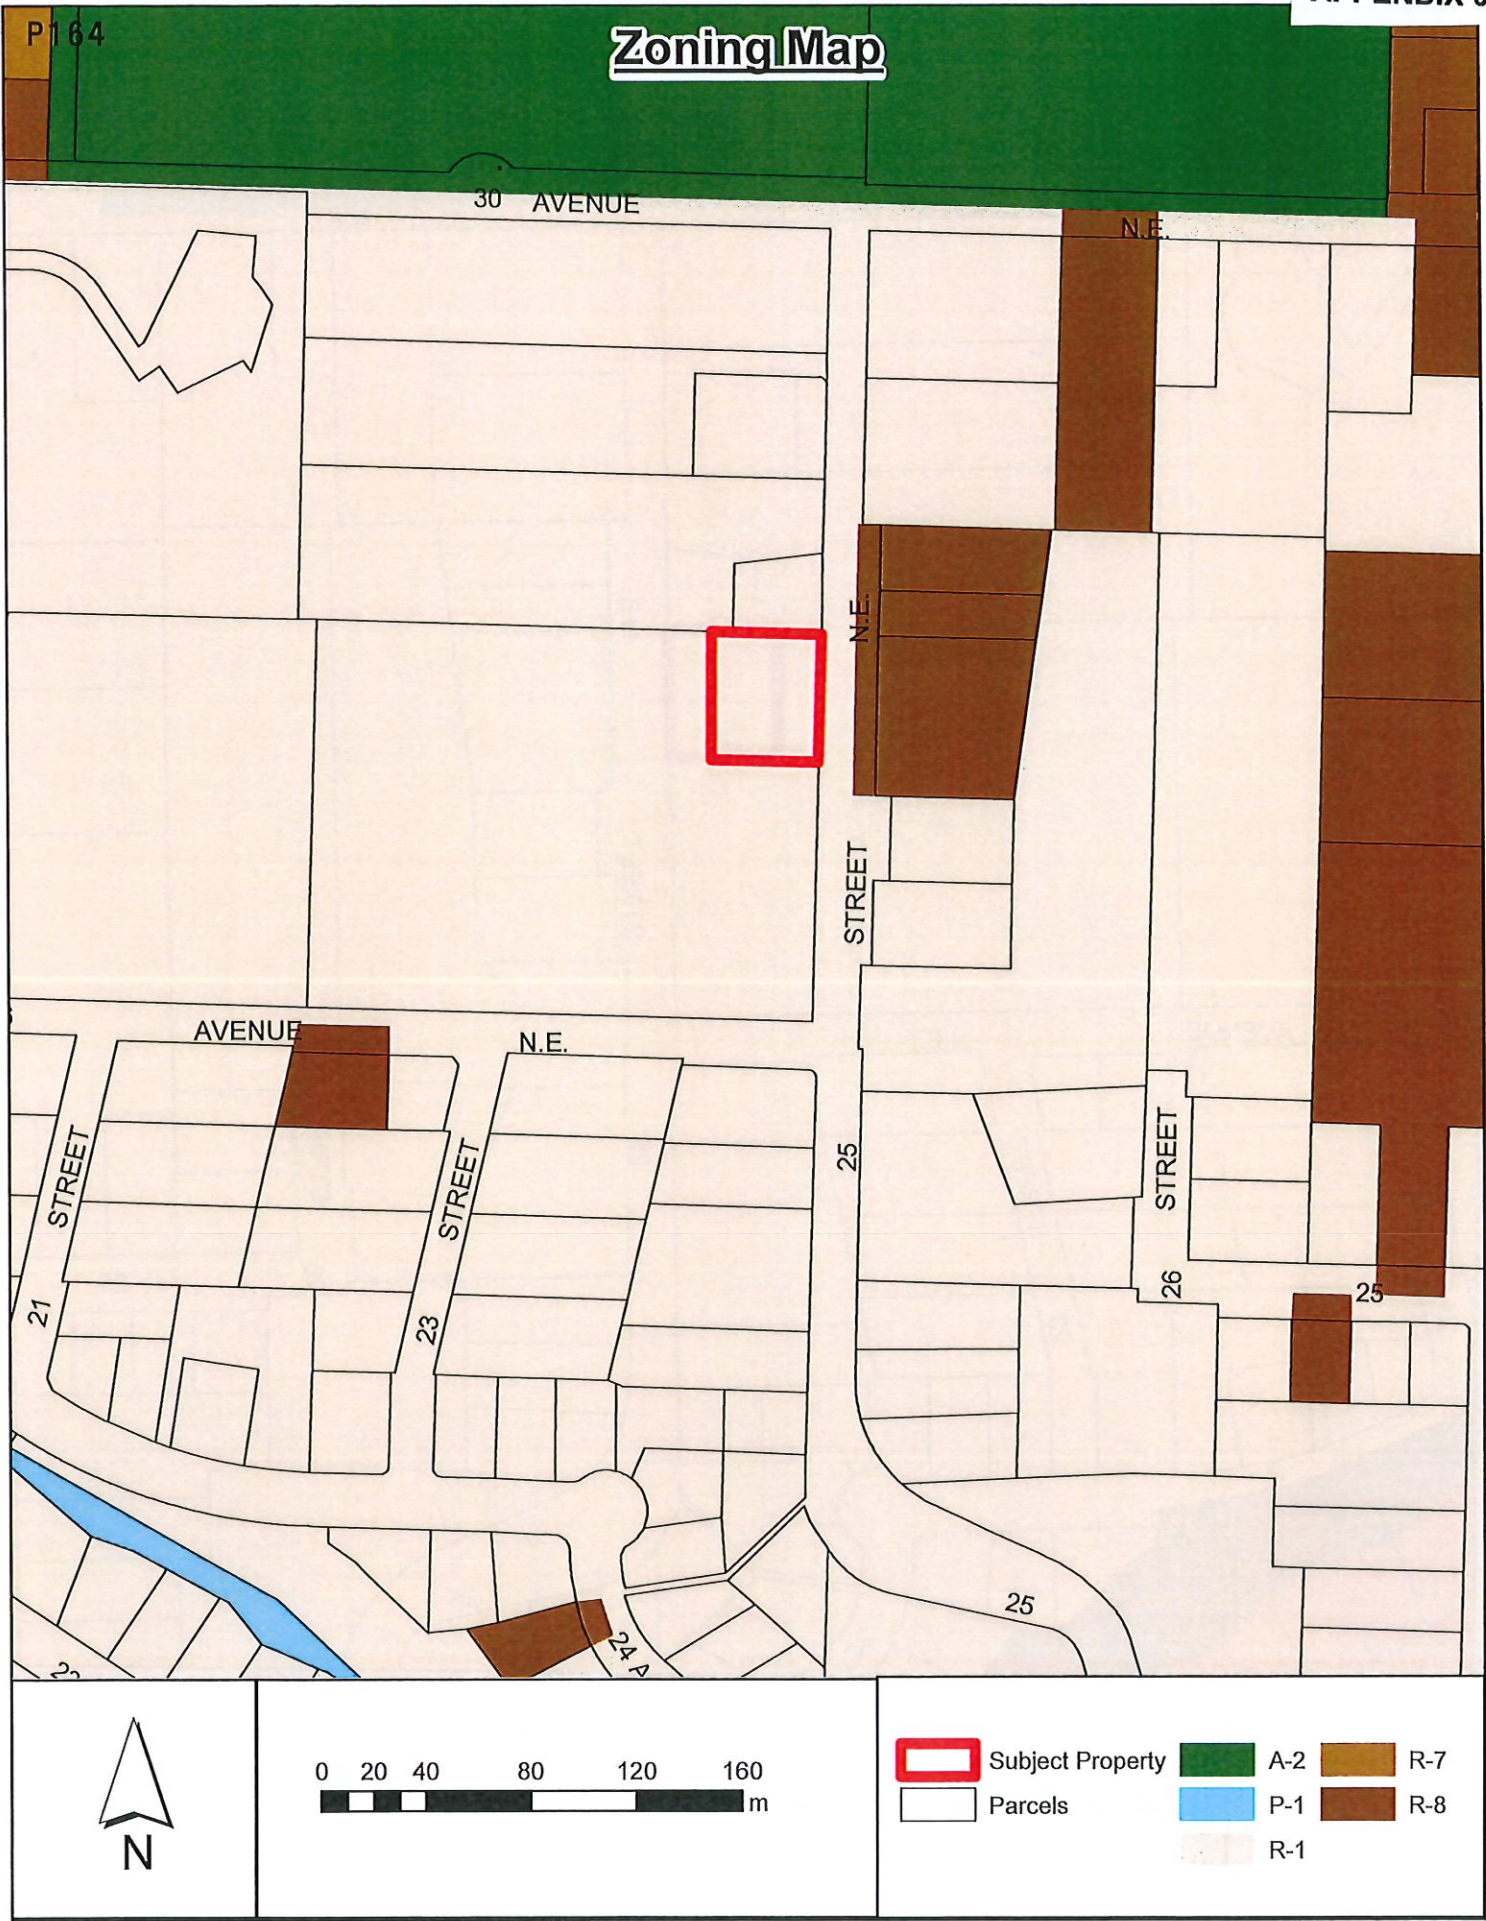 P164
Zoning Map
30 AVENUE
N.E.
N.E.
STREET
AVENUE
N.E.
STREET
STREET
25
STREET
21
23
26
25
25
24 A
0 20 40 80 120 160
m
N
Subject Property
Parcels
A-2
P-1
R-1
R-7
R-8